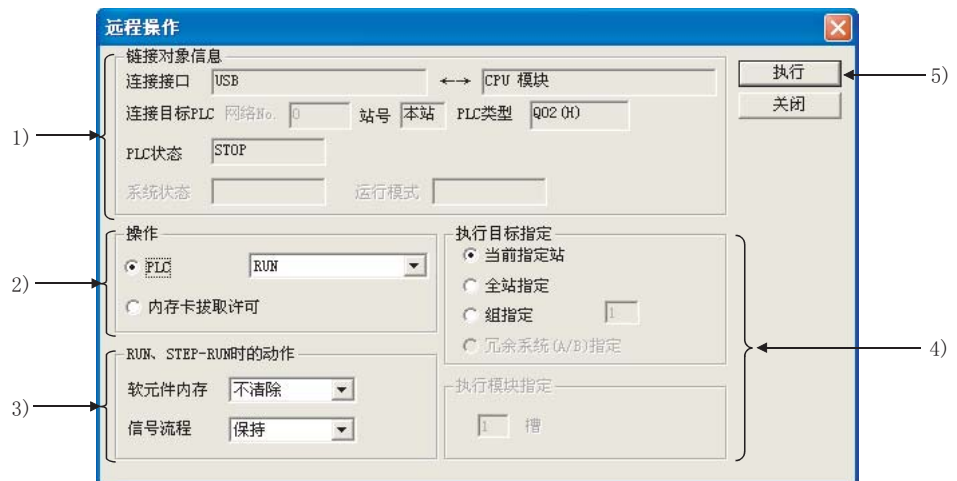 远程操作
链接对象信息
连接接口 USB ←→ CPU 模块
连接目标PLC 网络No. 0 站号 本站 PLC类型 Q02(H)
PLC状态 STOP
系统状态 运行模式
执行
关闭
操作
PLC RUN
内存卡拔取许可
RUN、STEP-RUN时的动作
软元件内存 不清除
信号流程 保持
执行目标指定
当前指定站
全站指定
组指定 1
冗余系统(A/B)指定
执行模块指定
1 槽
1)
2)
3)
4)
5)